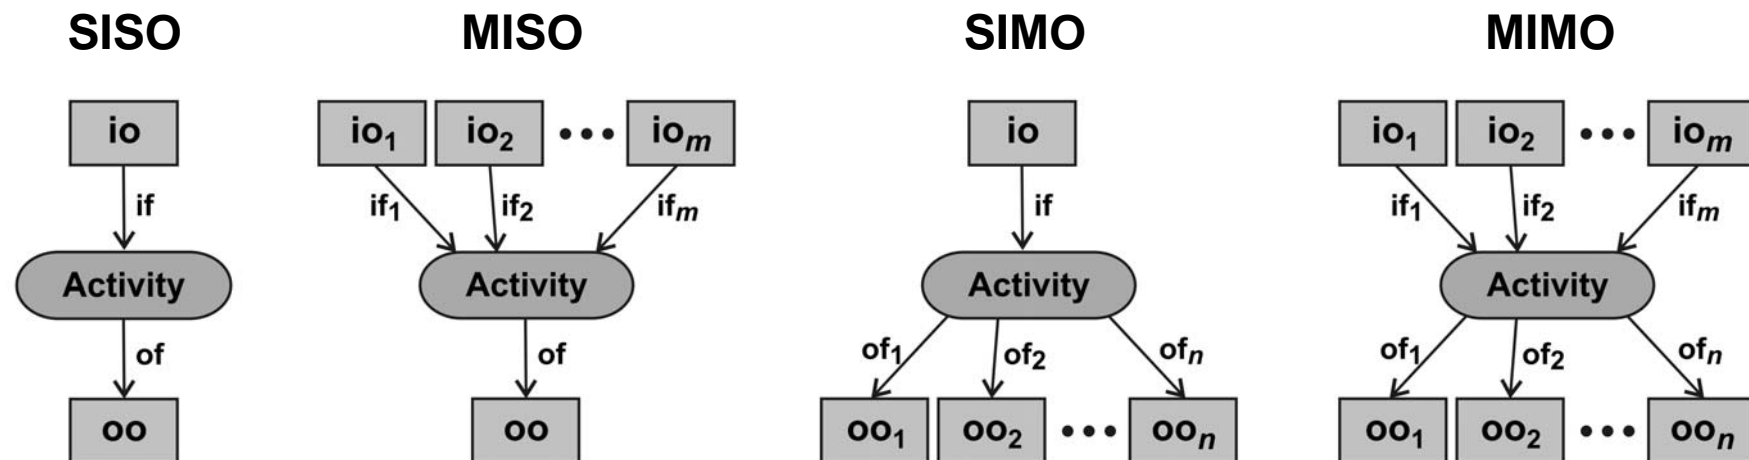 SISO MISO SIMO MIMO
io io₁ io₂ ••• ioₘ io io₁ io₂ ••• ioₘ
if if₁ if₂ ifₘ if if₁ if₂ ifₘ
Activity Activity Activity Activity
of of of₁ of₂ ofₙ of₁ of₂ ofₙ
oo oo oo₁ oo₂ ••• ooₙ oo₁ oo₂ ••• ooₙ